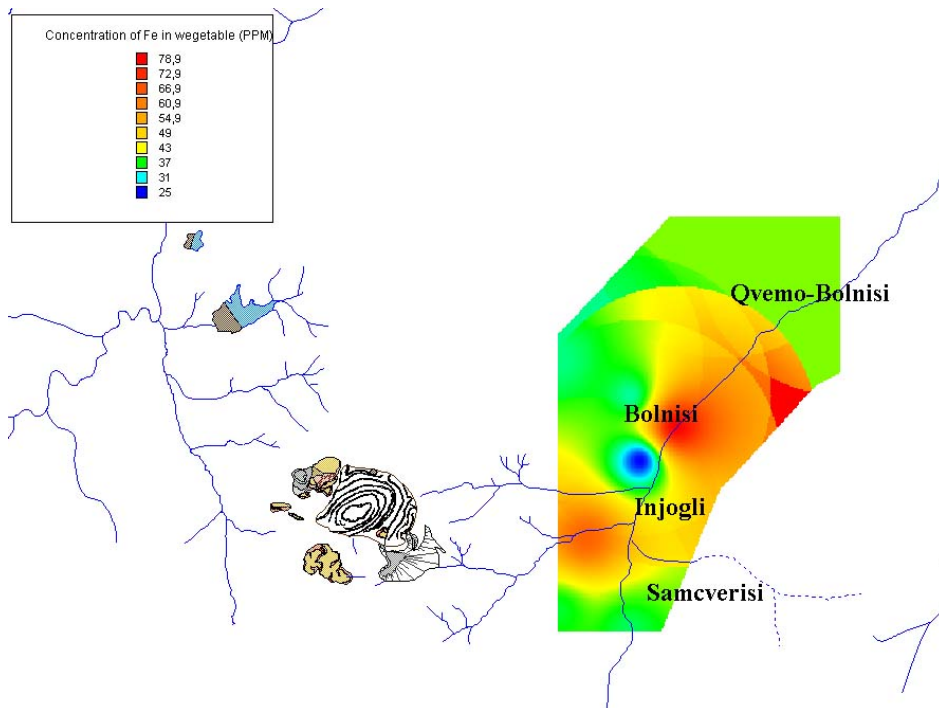 Concentration of Fe in wegetable (PPM)
78,9
72,9
66,9
60,9
54,9
49
43
37
31
25
Qvemo-Bolnisi
Bolnisi
Injogli
Samcverisi